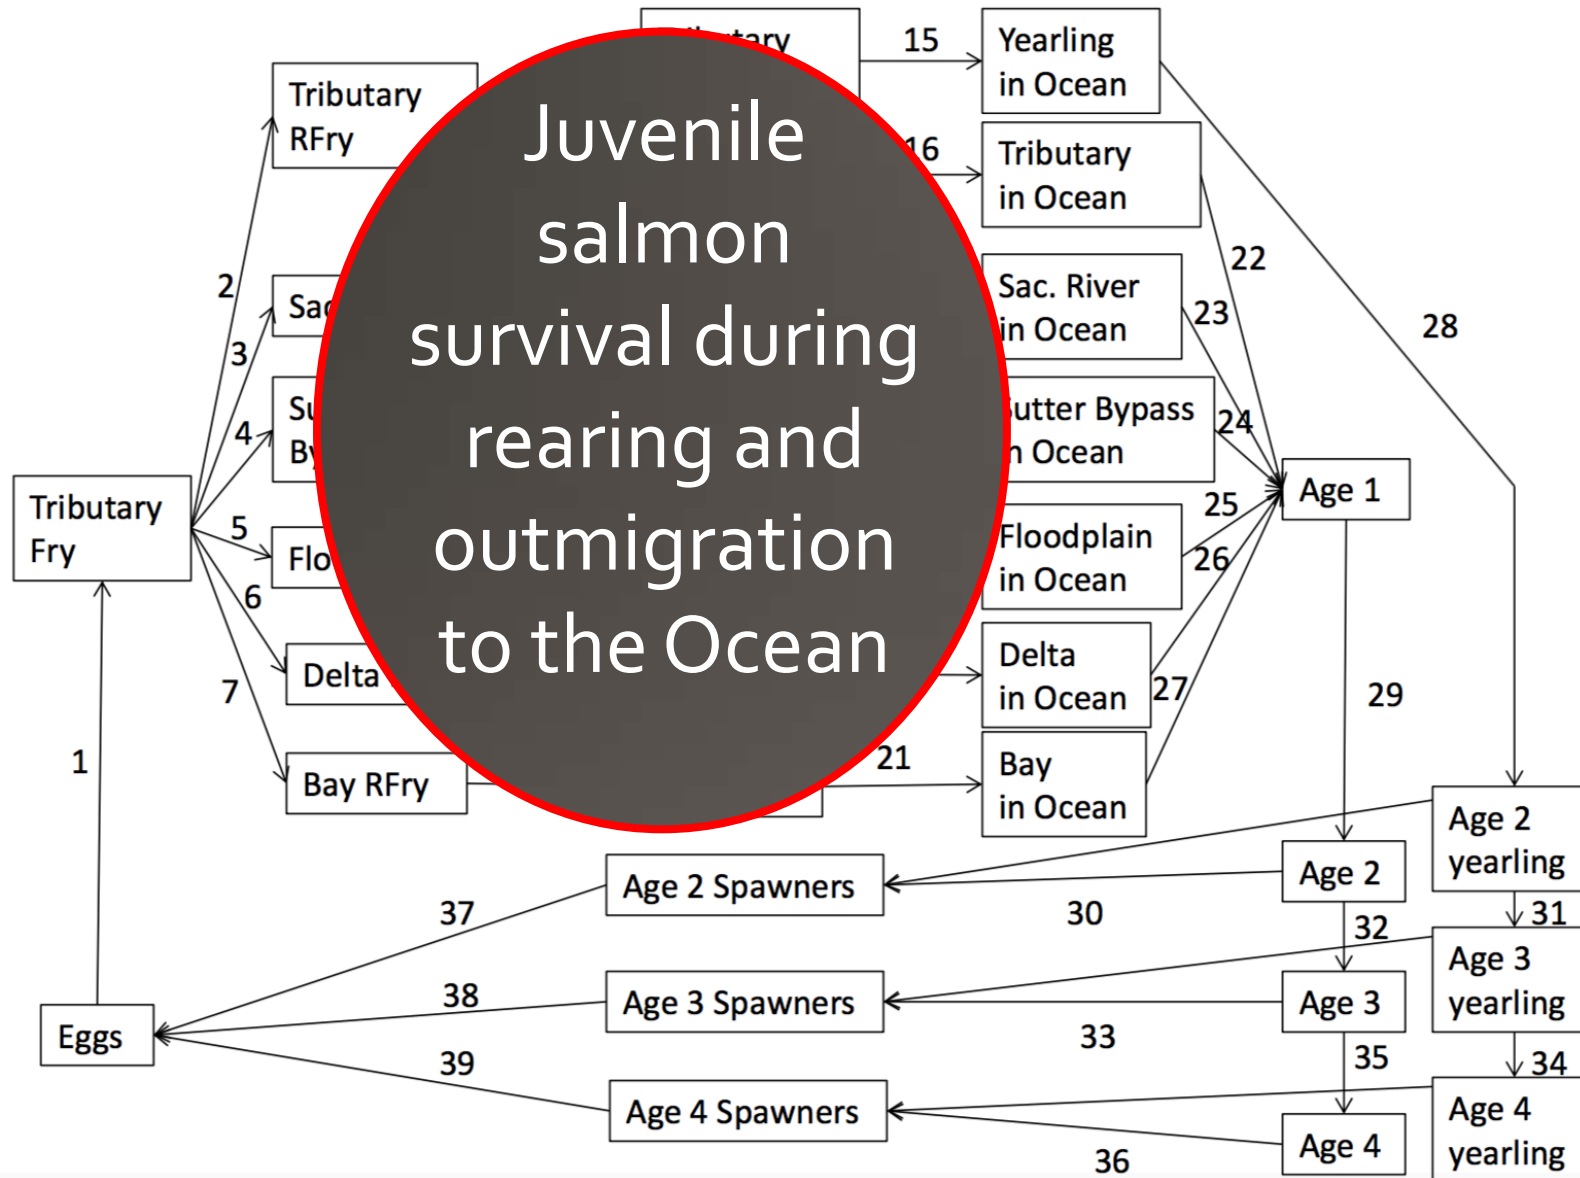 15
Yearling
in Ocean
Tributary
RFry
16
Tributary
in Ocean
Juvenile
salmon
survival during
rearing and
outmigration
to the Ocean
2
3
4
5
6
7
Sac. River
in Ocean
22
23
28
Bypass
24
in Ocean
Age 1
Tributary
Fry
25
Floodplain
in Ocean
26
Delta
Delta
in Ocean
27
29
1
Bay RFry
21
Bay
in Ocean
Age 2
yearling
Age 2 Spawners
Age 2
37
30
32
31
38
Age 3 Spawners
Age 3
Age 3
yearling
Eggs
33
39
35
34
Age 4 Spawners
Age 4
yearling
36
Age 4